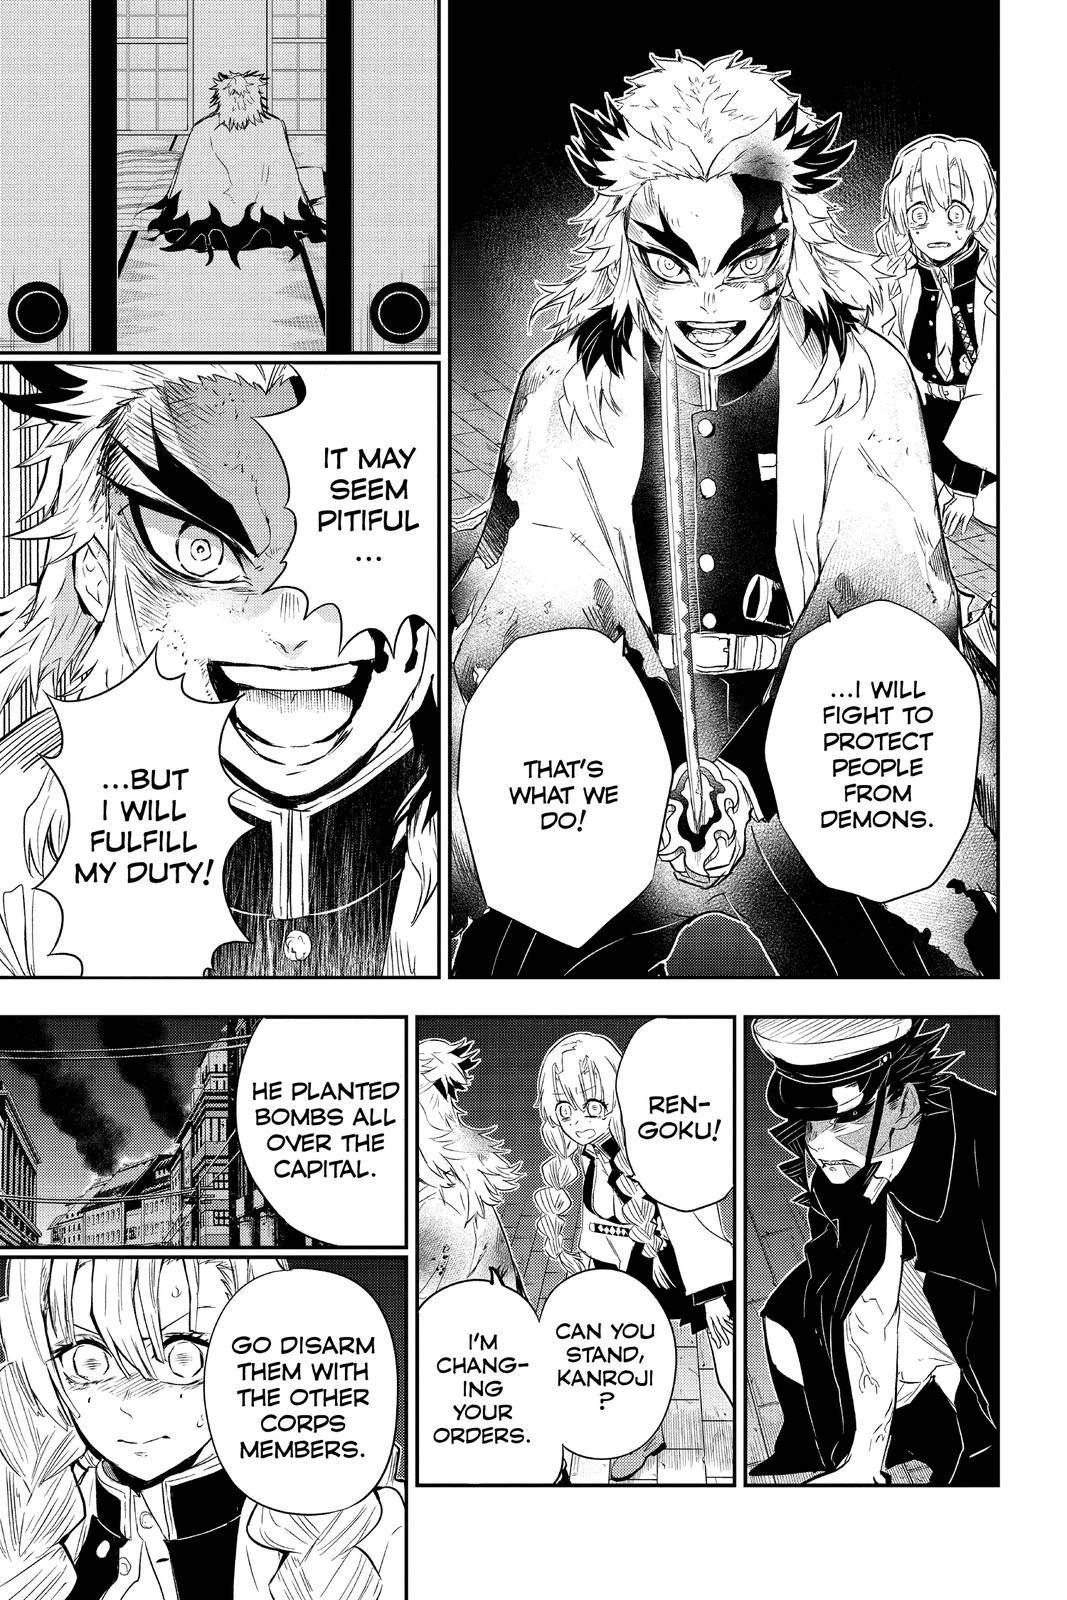 ...I WILL
FIGHT TO
PROTECT
PEOPLE
FROM
DEMONS.
THAT'S
WHAT WE
DO!
IT MAY
SEEM
PITIFUL
...
...BUT
I WILL
FULFILL
MY DUTY!
REN-
GOKU!
CAN YOU
STAND,
KANROJI
?
I'M
CHANG-
ING
YOUR
ORDERS.
HE PLANTED
BOMBS ALL
OVER THE
CAPITAL.
GO DISARM
THEM WITH
THE OTHER
CORPS
MEMBERS.